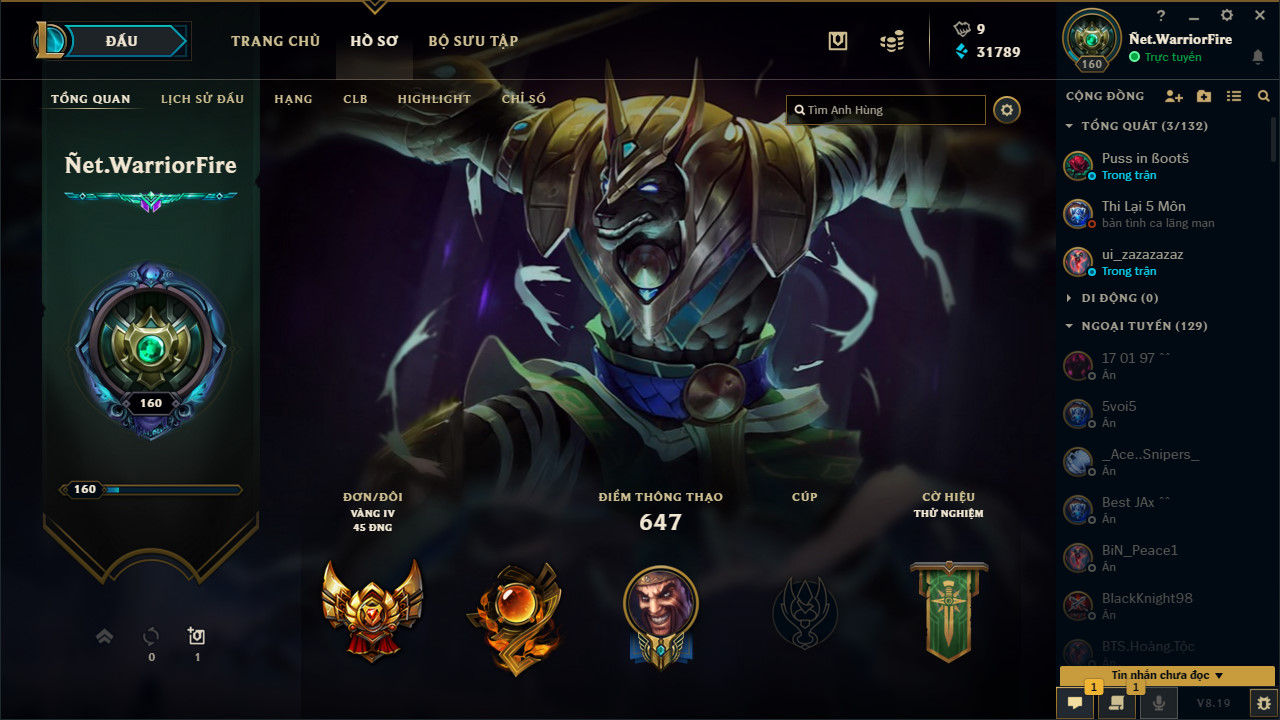 ĐẤU
TRANG CHỦ
HỒ SƠ
BỘ SƯU TẬP
9
31789
?
160
Ñet.WarriorFire
Trực tuyến
TỔNG QUAN
LỊCH SỬ ĐẤU
HẠNG
CLB
HIGHLIGHT
CHỈ SỐ
Tìm Anh Hùng
Ñet.WarriorFire
160
160
0
1
ĐƠN/ĐÔI
VÀNG IV
45 ĐNG
ĐIỂM THÔNG THẠO
647
CÚP
CỜ HIỆU
THỬ NGHIỆM
CỘNG ĐỒNG
TỔNG QUÁT (3/132)
Puss in ßootš
Trong trận
Thi Lại 5 Môn
bản tình ca lãng mạn
ui_zazazazaz
Trong trận
DI ĐỘNG (0)
NGOẠI TUYẾN (129)
17 01 97 ˆˆ
Ẩn
5voi5
Ẩn
_Ace..Snipers_
Ẩn
Best JAx ˆˆ
Ẩn
BiN_Peace1
Ẩn
BlackKnight98
Ẩn
BTS.Hoàng.Tộc
Ẩn
Tin nhắn chưa đọc
1
1
V8.19